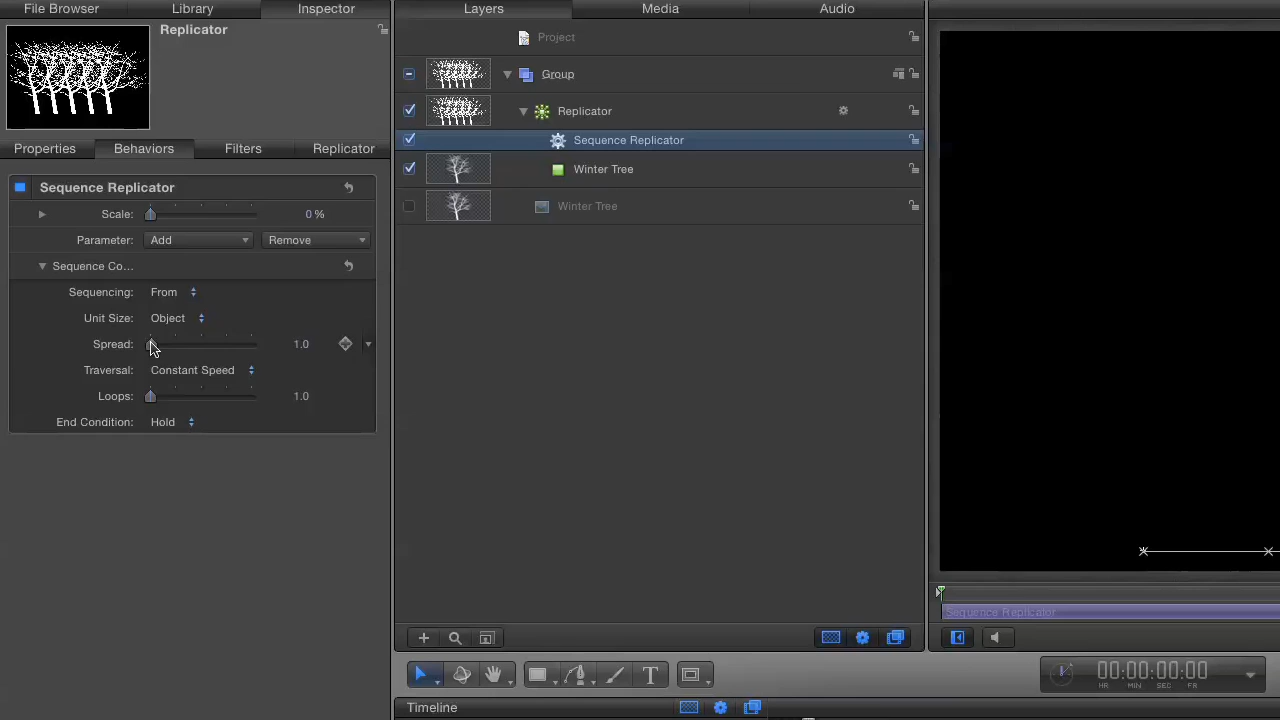 File Browser
Library
Inspector
Layers
Media
Audio
Replicator
Project
Group
Replicator
Sequence Replicator
Winter Tree
Winter Tree
Properties
Behaviors
Filters
Replicator
Sequence Replicator
Scale: 0 %
Parameter: Add Remove
Sequence Co...
Sequencing: From
Unit Size: Object
Spread: 1.0
Traversal: Constant Speed
Loops: 1.0
End Condition: Hold
Sequence Replicator
T
00:00:00:00
HR MIN SEC FR
Timeline